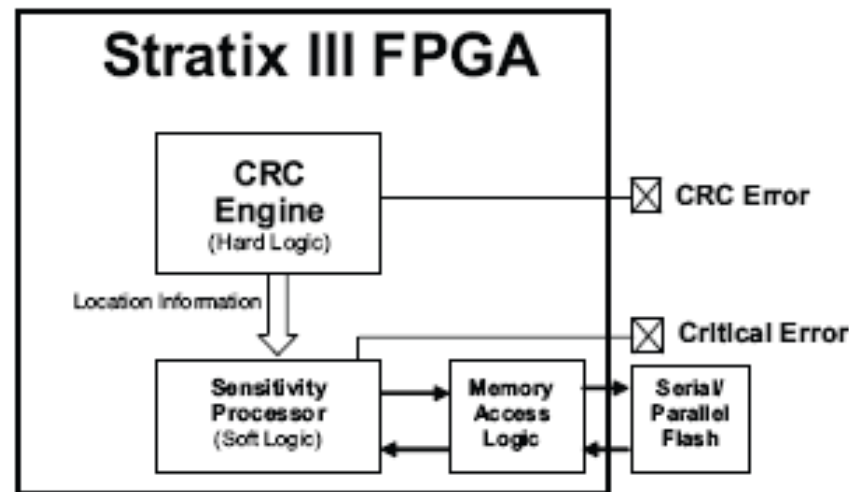 Stratix III FPGA
CRC
Engine
(Hard Logic)
CRC Error
Location Information
Critical Error
Sensitivity
Processor
(Soft Logic)
Memory
Access
Logic
Serial/
Parallel
Flash